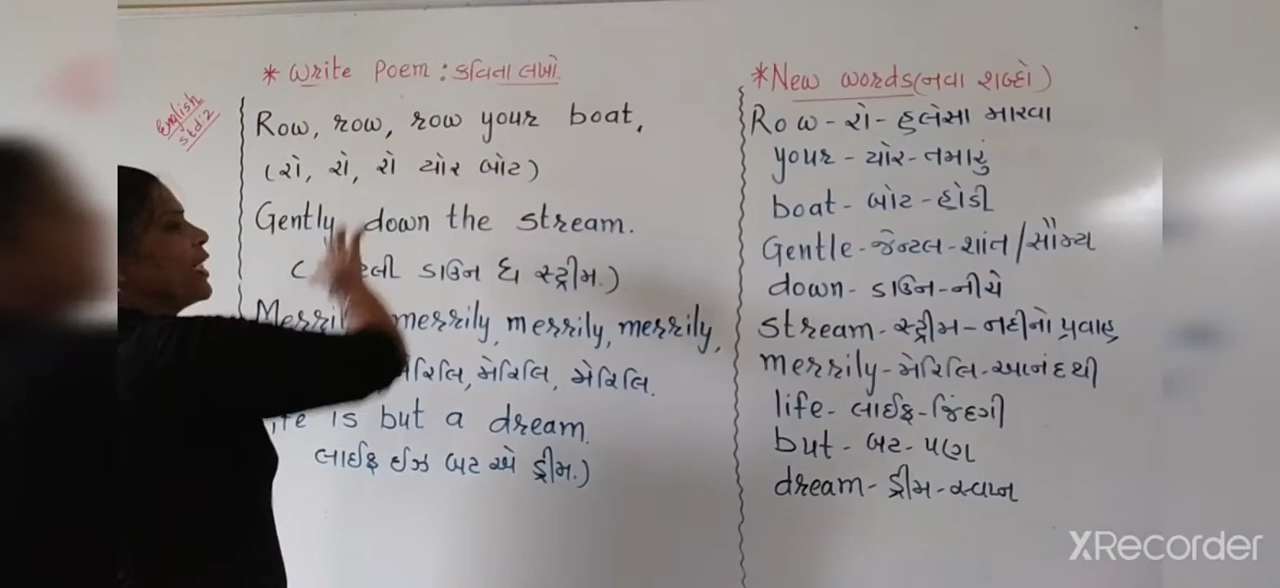 * Write Poem : કવિતા લખો.
English
std:2
Row, row, row your boat,
(રો, રો, રો યોર બોટ)
Gently down the stream.
ડાઉન ધ સ્ટ્રીમ.)
merrily, merrily, merrily,
મેરિલિ, મેરિલિ.
is but a dream.
લાઈફ ઈઝ બટ એ ડ્રીમ.)
*New words(નવા શબ્દો)
Row - રો - હલેસા મારવા
your - યોર - તમારું
boat - બોટ - હોડી
Gentle - જેન્ટલ - શાંત/સૌમ્ય
down - ડાઉન - નીચે
stream - સ્ટ્રીમ - નદીનો પ્રવાહ
merrily - મેરિલિ - આનંદથી
life - લાઈફ - જિંદગી
but - બટ - પણ
dream - ડ્રીમ - સ્વપ્ન
XRecorder